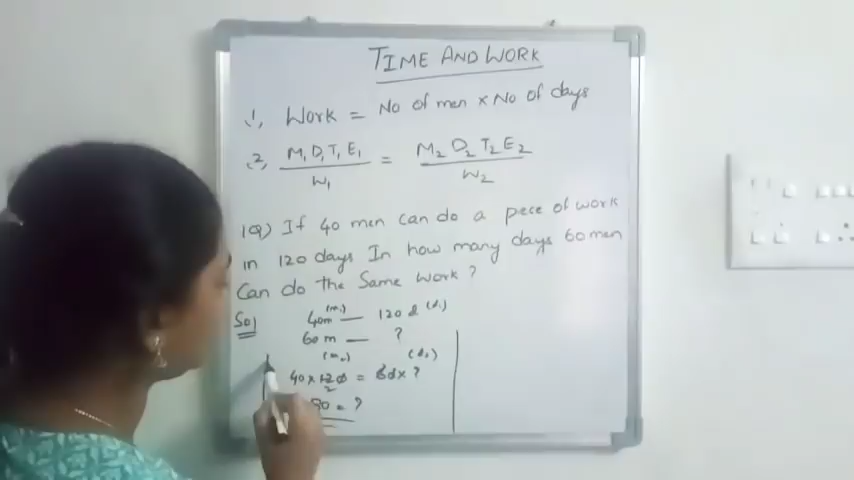 TIME AND WORK
1, Work = No of men × No of days
2, M₁ D₁ T₁ E₁ / W₁ = M₂ D₂ T₂ E₂ / W₂
1Q) If 40 men can do a piece of work
in 120 days In how many days 60 men
Can do the Same work ?
Sol
(m₁) (d₁)
40m — 120 d
60 m — ?
(m₂) (d₂)
40 × 120 = 60 × ?
2
80 = ?